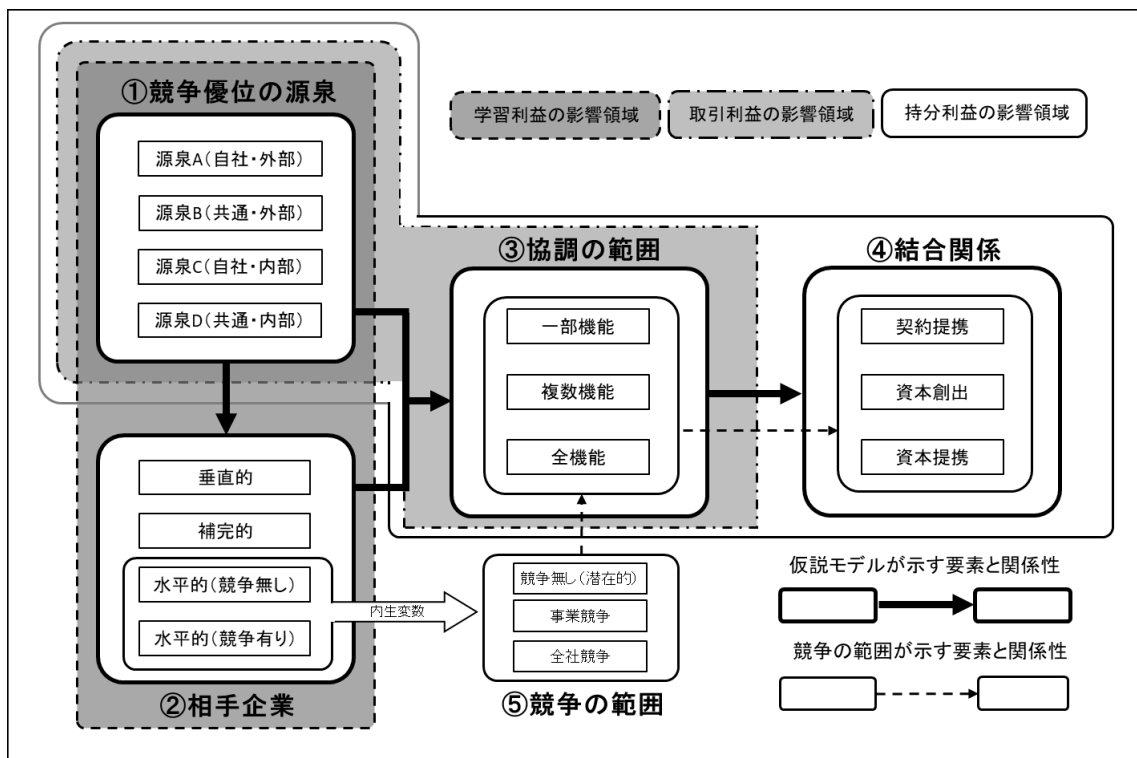 ①競争優位の源泉
源泉A(自社・外部)
源泉B(共通・外部)
源泉C(自社・内部)
源泉D(共通・内部)
学習利益の影響領域
取引利益の影響領域
持分利益の影響領域
③協調の範囲
一部機能
複数機能
全機能
④結合関係
契約提携
資本創出
資本提携
垂直的
補完的
水平的(競争無し)
水平的(競争有り)
②相手企業
内生変数
競争無し(潜在的)
事業競争
全社競争
⑤競争の範囲
仮説モデルが示す要素と関係性
競争の範囲が示す要素と関係性